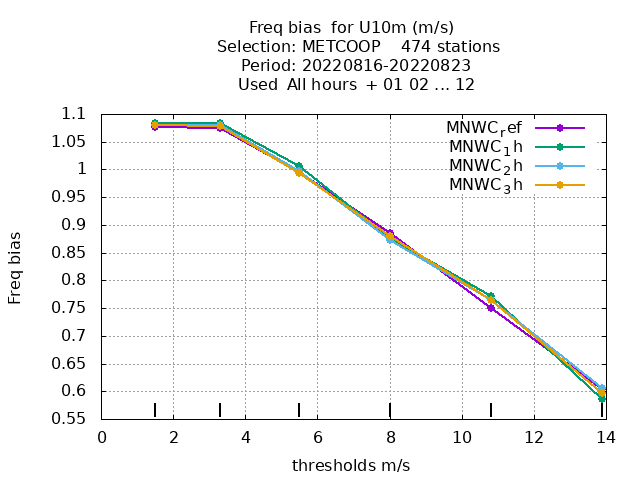 Freq bias  for U10m (m/s)
Selection: METCOOP    474 stations
Period: 20220816-20220823
Used  All hours  + 01 02 ... 12
1.1
1.05
1
0.95
0.9
0.85
0.8
0.75
0.7
0.65
0.6
0.55
Freq bias
MNWC_ref
MNWC_1h
MNWC_2h
MNWC_3h
0 2 4 6 8 10 12 14
thresholds m/s